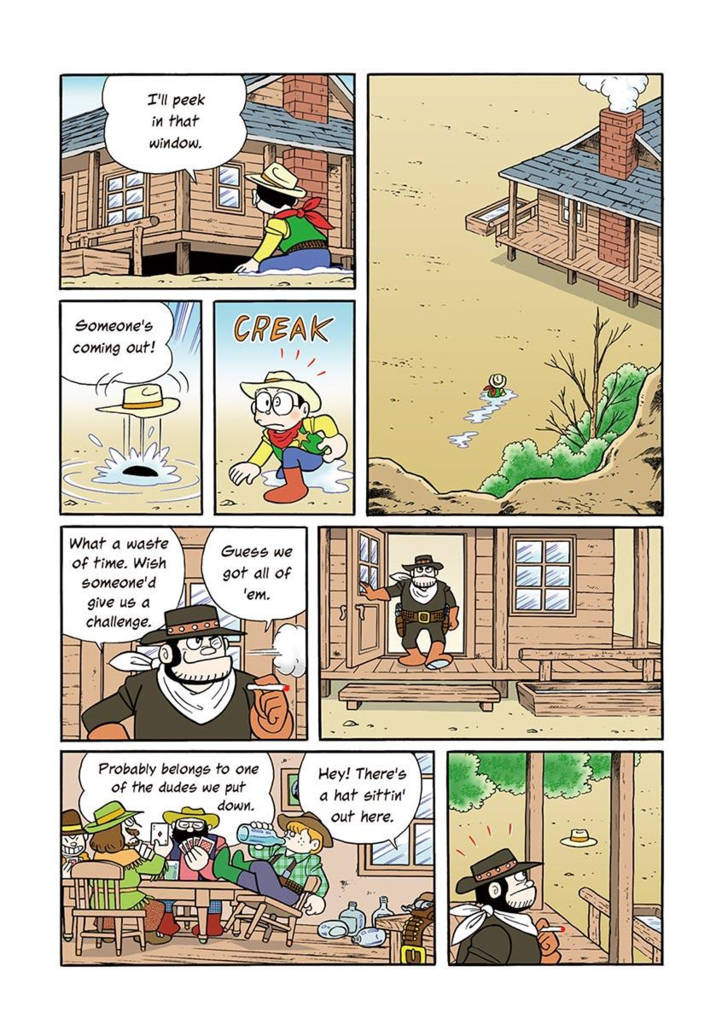 I'll peek
in that
window.
CREAK
Someone's
coming out!
Guess we
got all of
'em.
What a waste
of time. Wish
someone'd
give us a
challenge.
Hey! There's
a hat sittin'
out here.
Probably belongs to one
of the dudes we put
down.